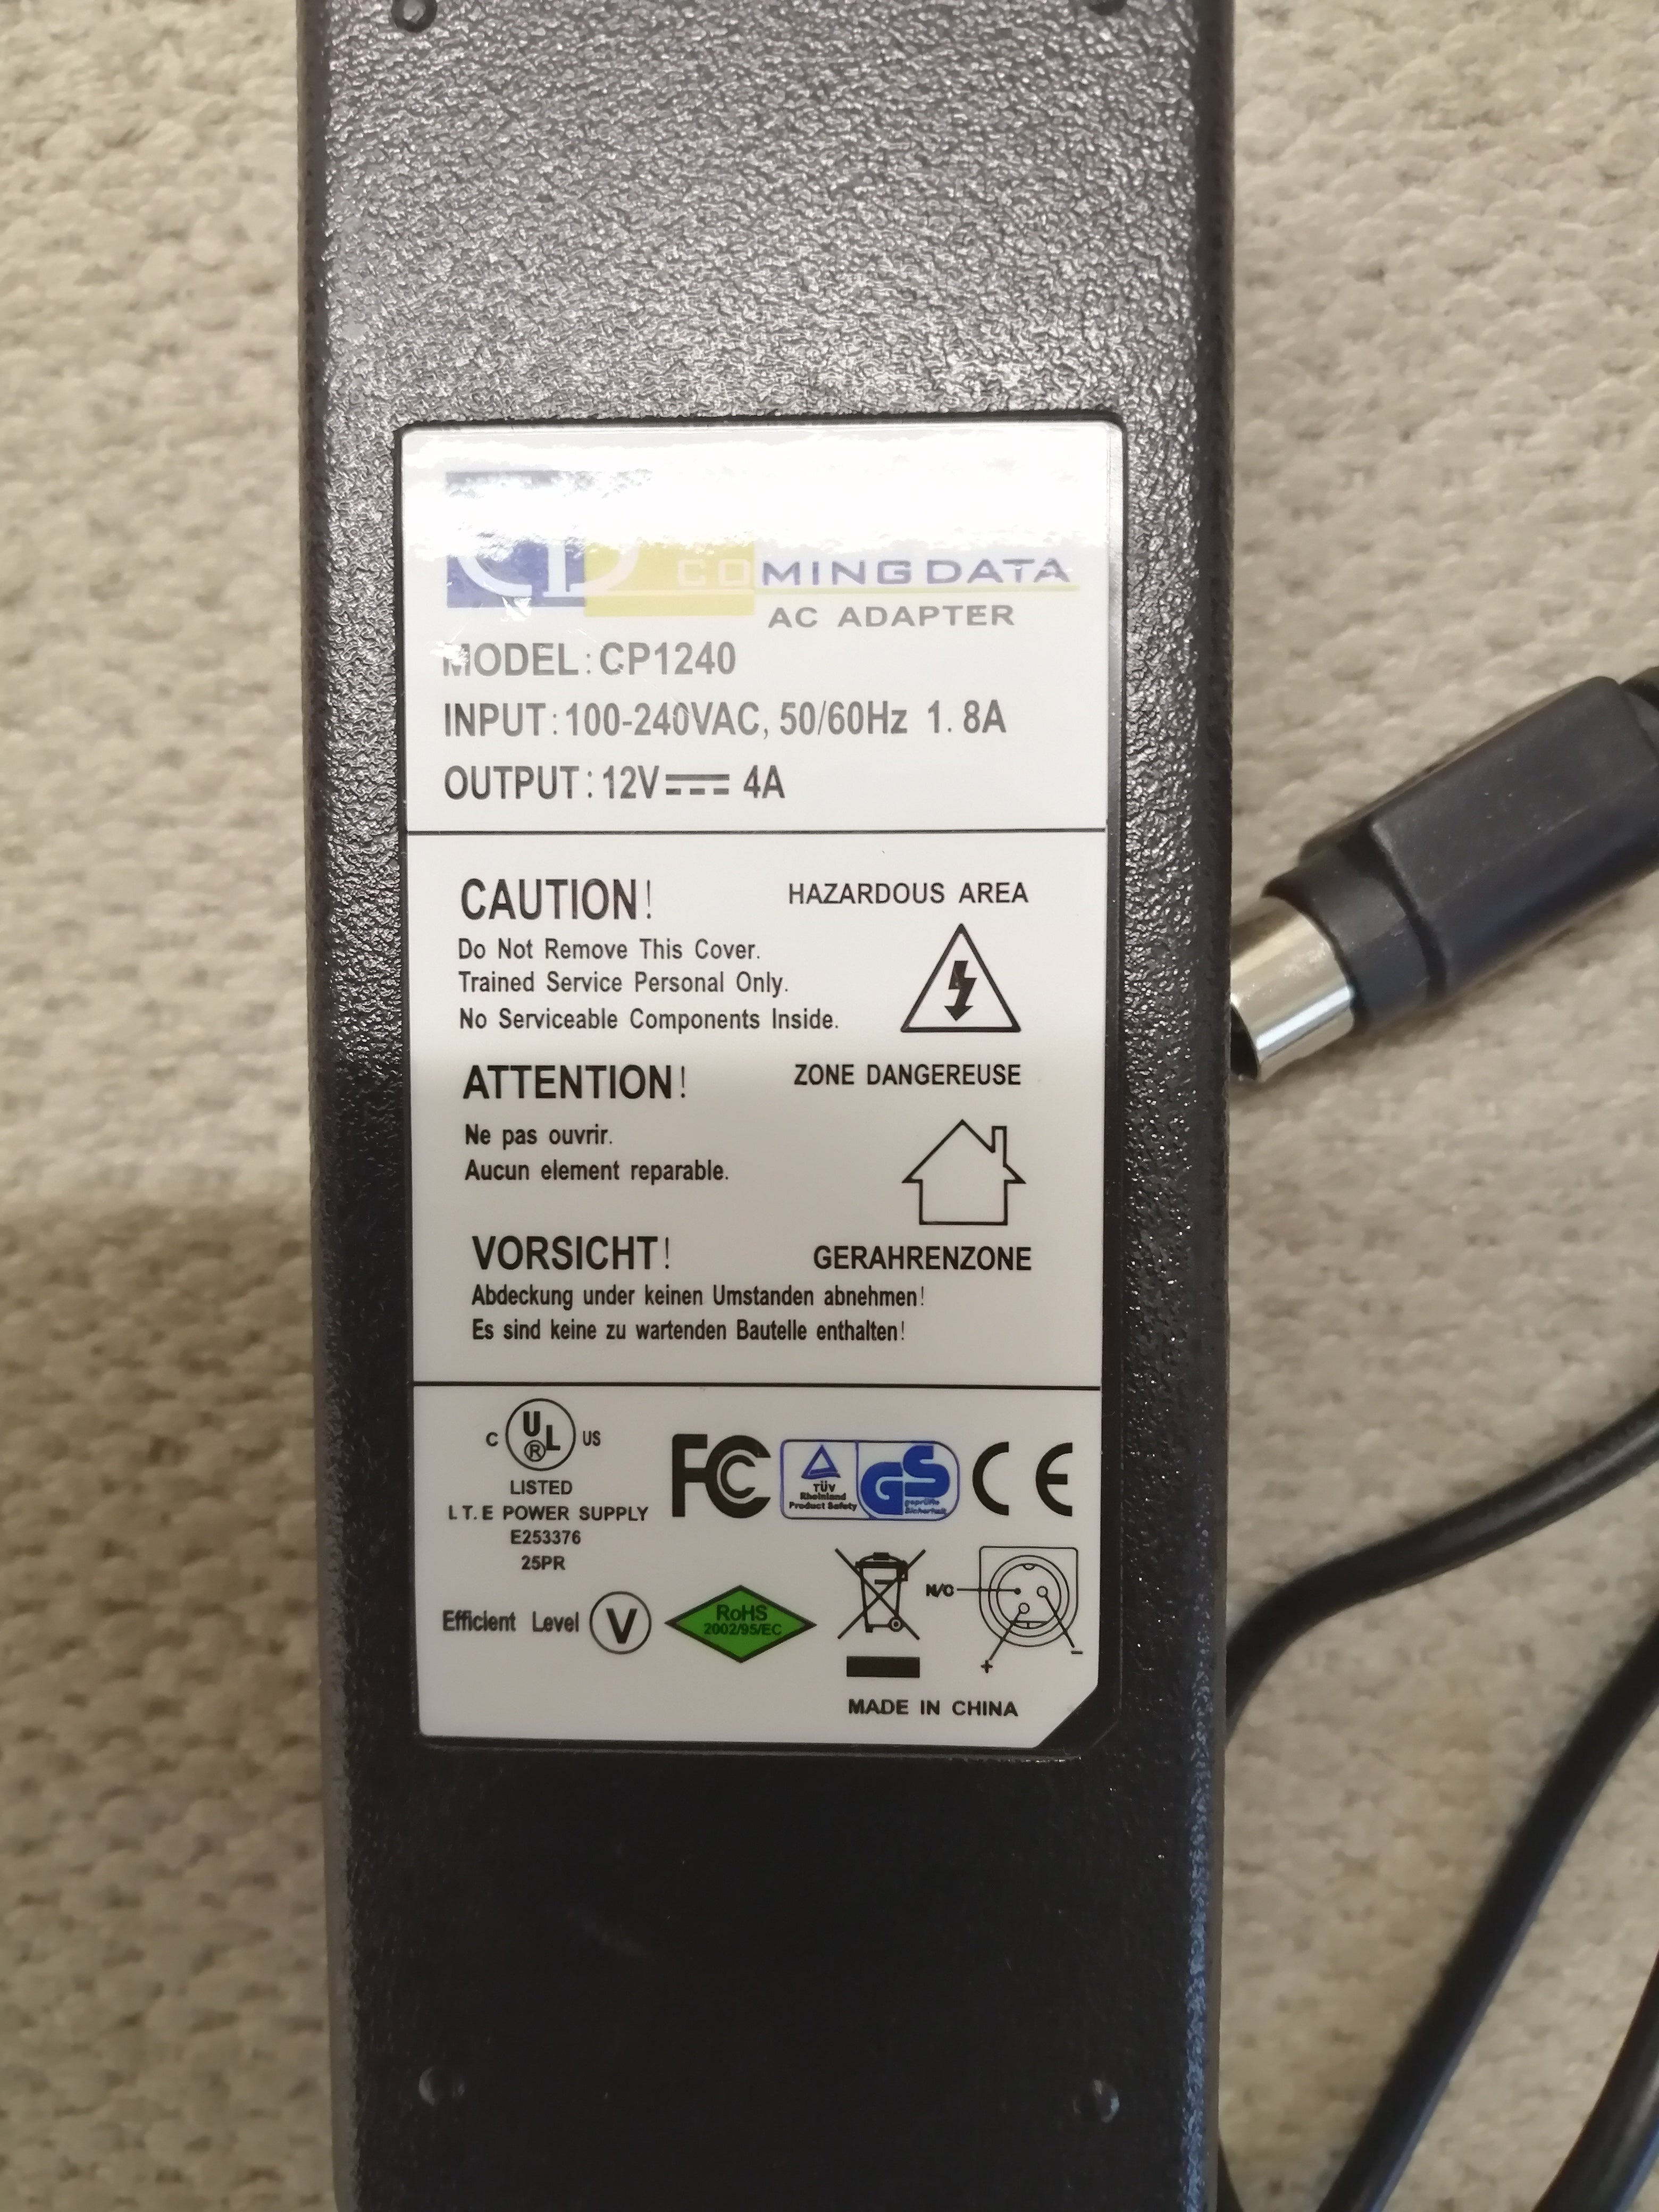 CD COMINGDATA
AC ADAPTER
MODEL: CP1240
INPUT: 100-240VAC, 50/60Hz 1.8A
OUTPUT: 12V⎓ 4A
CAUTION!
HAZARDOUS AREA
Do Not Remove This Cover.
Trained Service Personal Only.
No Serviceable Components Inside.
ATTENTION!
ZONE DANGEREUSE
Ne pas ouvrir.
Aucun element reparable.
VORSICHT!
GERAHRENZONE
Abdeckung under keinen Umstanden abnehmen!
Es sind keine zu wartenden Bautelle enthalten!
C UL® US
LISTED
I.T.E POWER SUPPLY
E253376
25PR
FC
TÜV
Rheinland
Product Safety
GS
geprüfte
Sicherheit
CE
Efficient Level V
RoHS
2002/95/EC
N/C
+ -
MADE IN CHINA